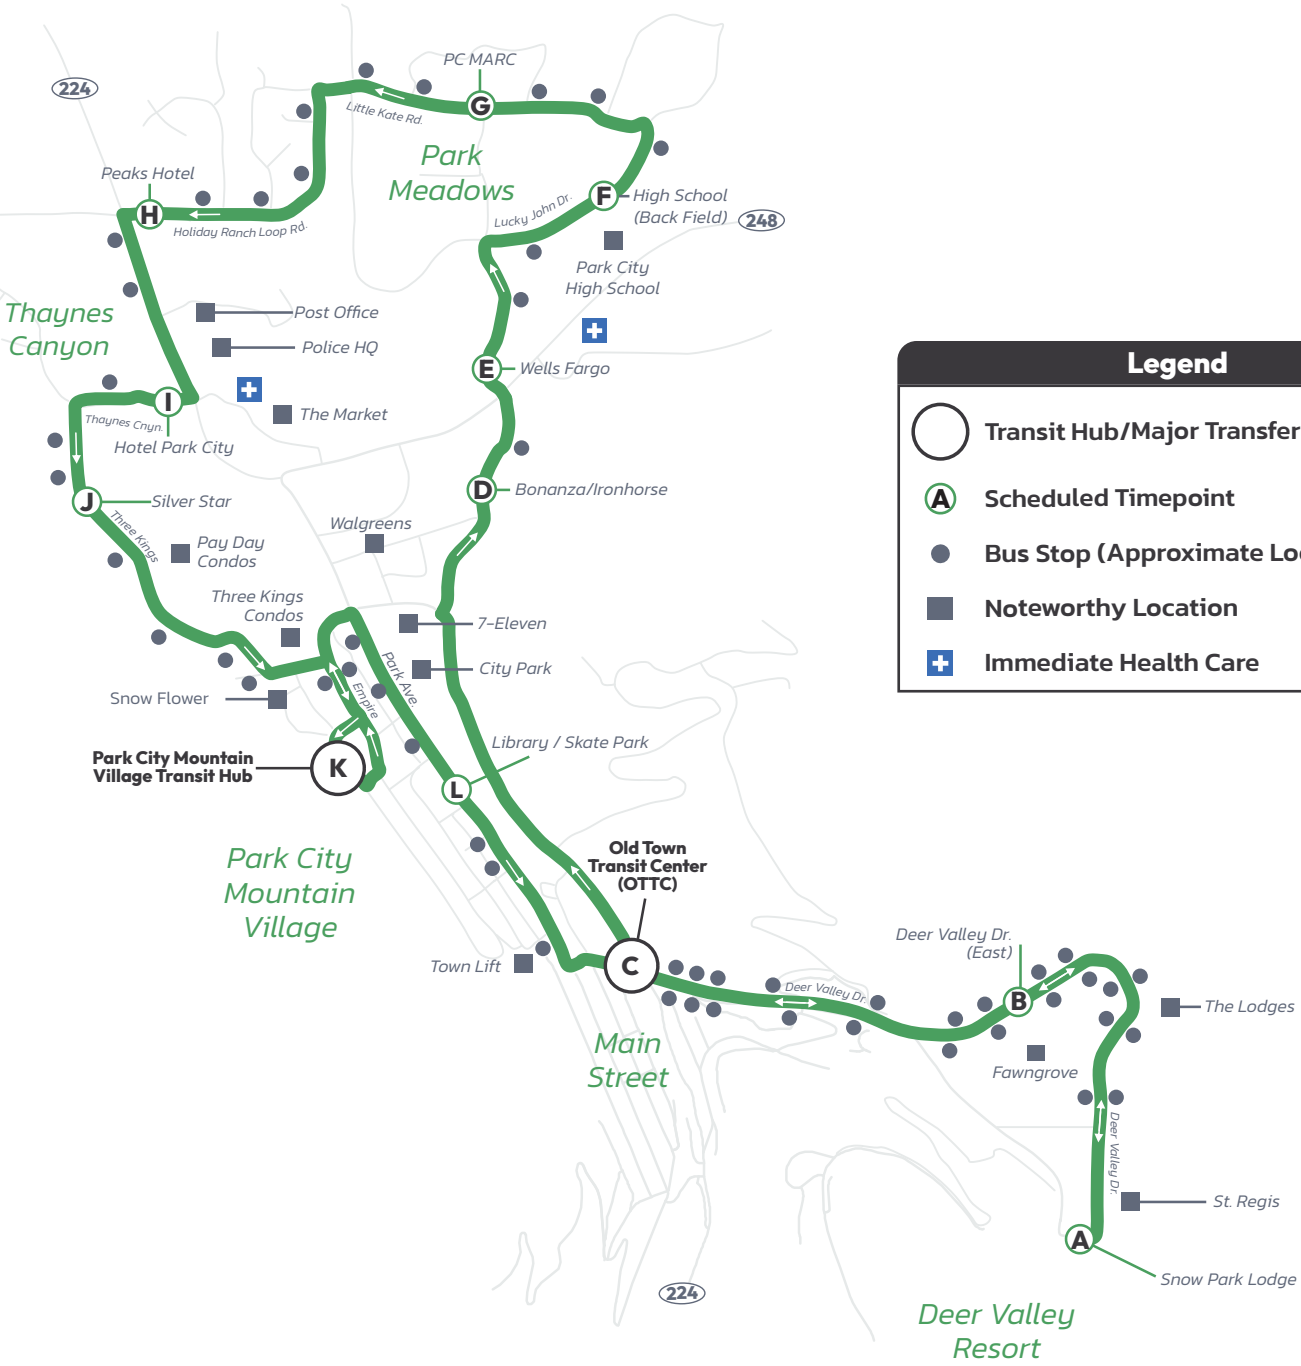 PC MARC
224
G
Little Kate Rd.
Park
Meadows
Peaks Hotel
H
Holiday Ranch Loop Rd.
F
High School
(Back Field)
248
Lucky John Dr.
Park City
High School
Thaynes
Canyon
Post Office
Police HQ
E
Wells Fargo
I
The Market
Thaynes Cnyn.
Hotel Park City
D
Bonanza/Ironhorse
J
Silver Star
Three Kings
Walgreens
Pay Day
Condos
Three Kings
Condos
7-Eleven
City Park
Park Ave.
Empire
Snow Flower
Library / Skate Park
Park City Mountain
Village Transit Hub
K
L
Park City
Mountain
Village
Old Town
Transit Center
(OTTC)
Town Lift
C
Deer Valley Dr.
(East)
Deer Valley Dr.
B
The Lodges
Fawngrove
Main
Street
Deer Valley Dr.
St. Regis
A
Snow Park Lodge
224
Deer Valley
Resort
Legend
Transit Hub/Major Transfer
A
Scheduled Timepoint
Bus Stop (Approximate Lo
Noteworthy Location
Immediate Health Care